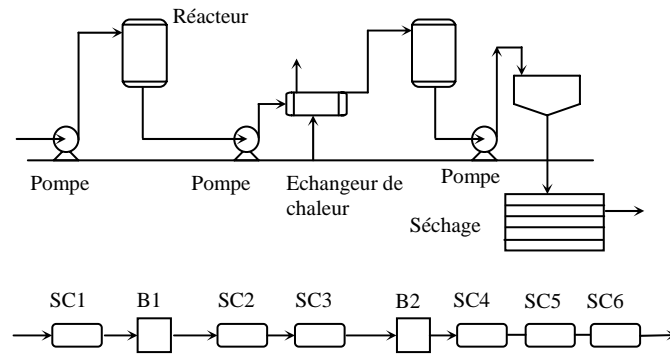 Réacteur
Pompe
Pompe
Echangeur de
chaleur
Pompe
Séchage
SC1
B1
SC2
SC3
B2
SC4
SC5
SC6